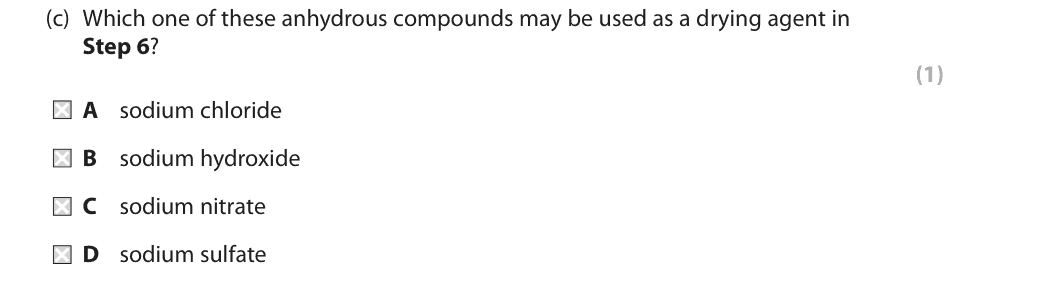 (c) Which one of these anhydrous compounds may be used as a drying agent in
Step 6?
(1)
A sodium chloride
B sodium hydroxide
C sodium nitrate
D sodium sulfate